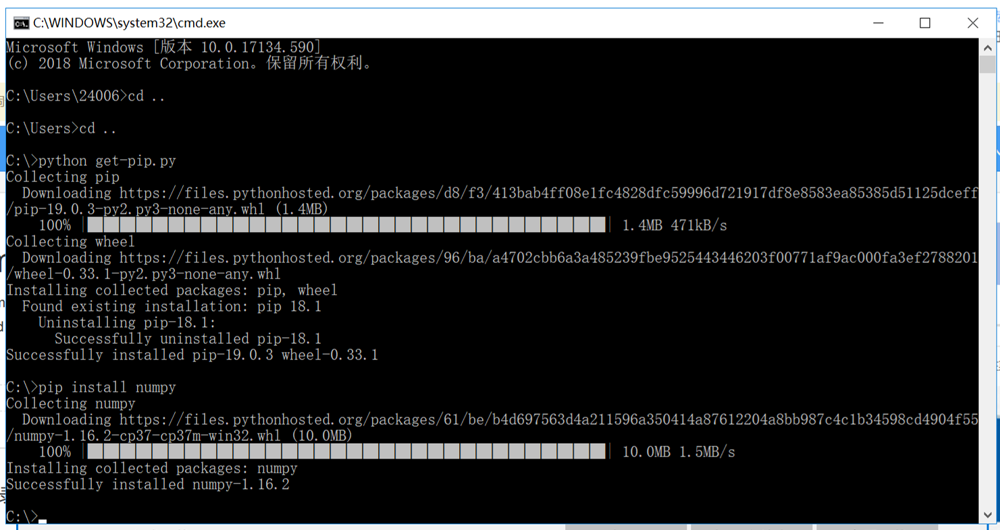 C:\WINDOWS\system32\cmd.exe
Microsoft Windows [版本 10.0.17134.590]
(c) 2018 Microsoft Corporation。保留所有权利。
C:\Users\24006>cd ..
C:\Users>cd ..
C:\>python get-pip.py
Collecting pip
  Downloading https://files.pythonhosted.org/packages/d8/f3/413bab4ff08e1fc4828dfc59996d721917df8e8583ea85385d51125dceff
/pip-19.0.3-py2.py3-none-any.whl (1.4MB)
    100% 1.4MB 471kB/s
Collecting wheel
  Downloading https://files.pythonhosted.org/packages/96/ba/a4702cbb6a3a485239fbe9525443446203f00771af9ac000fa3ef2788201
/wheel-0.33.1-py2.py3-none-any.whl
Installing collected packages: pip, wheel
  Found existing installation: pip 18.1
    Uninstalling pip-18.1:
      Successfully uninstalled pip-18.1
Successfully installed pip-19.0.3 wheel-0.33.1
C:\>pip install numpy
Collecting numpy
  Downloading https://files.pythonhosted.org/packages/61/be/b4d697563d4a211596a350414a87612204a8bb987c4c1b34598cd4904f55
/numpy-1.16.2-cp37-cp37m-win32.whl (10.0MB)
    100% 10.0MB 1.5MB/s
Installing collected packages: numpy
Successfully installed numpy-1.16.2
C:\>